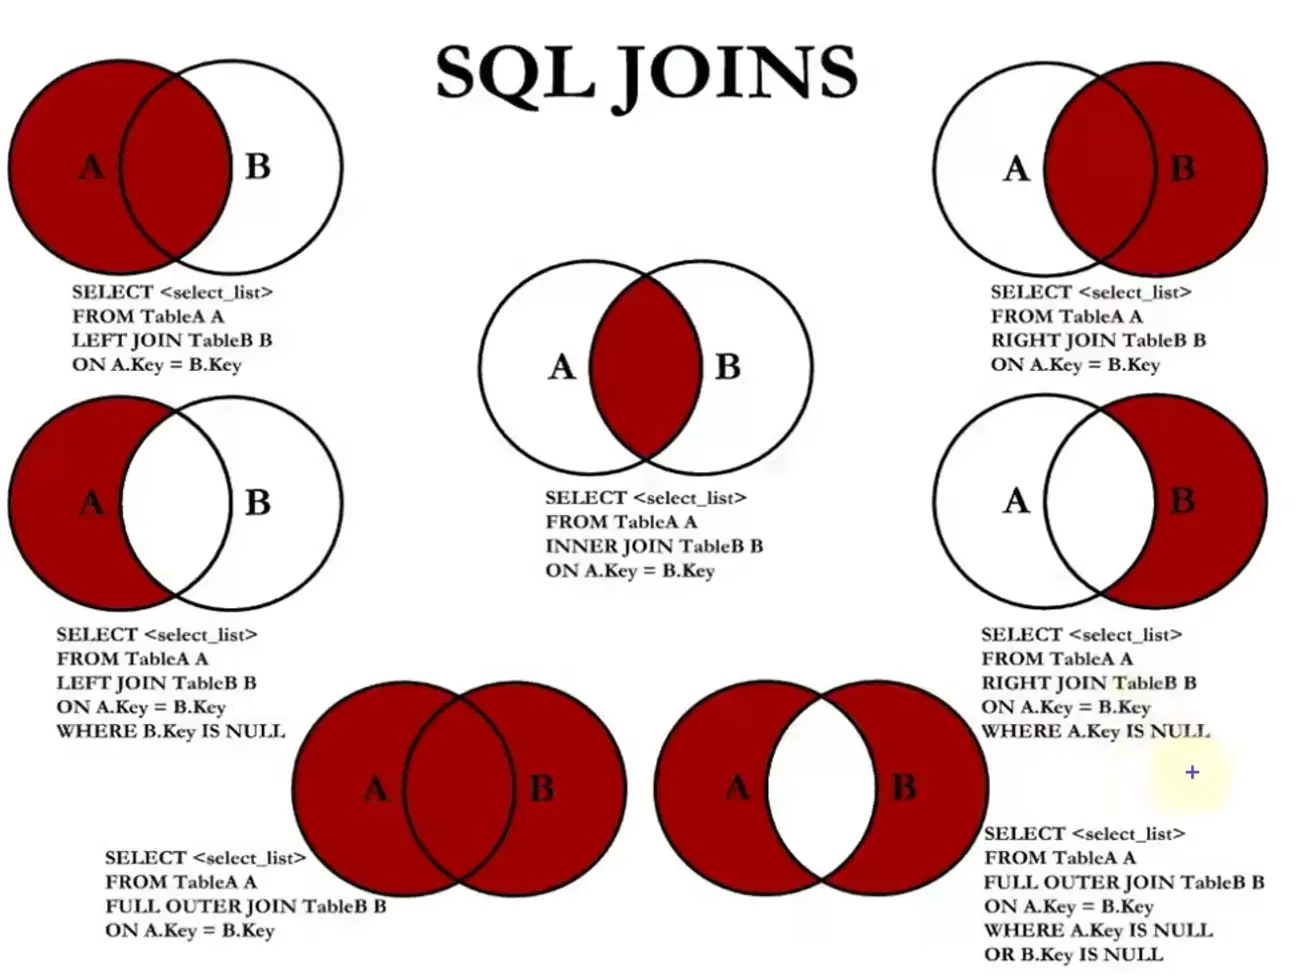 SQL JOINS
A
B
SELECT <select_list>
FROM TableA A
LEFT JOIN TableB B
ON A.Key = B.Key
A
B
SELECT <select_list>
FROM TableA A
RIGHT JOIN TableB B
ON A.Key = B.Key
A
B
SELECT <select_list>
FROM TableA A
INNER JOIN TableB B
ON A.Key = B.Key
A
B
SELECT <select_list>
FROM TableA A
LEFT JOIN TableB B
ON A.Key = B.Key
WHERE B.Key IS NULL
A
B
SELECT <select_list>
FROM TableA A
RIGHT JOIN TableB B
ON A.Key = B.Key
WHERE A.Key IS NULL
A
B
SELECT <select_list>
FROM TableA A
FULL OUTER JOIN TableB B
ON A.Key = B.Key
A
B
SELECT <select_list>
FROM TableA A
FULL OUTER JOIN TableB B
ON A.Key = B.Key
WHERE A.Key IS NULL
OR B.Key IS NULL